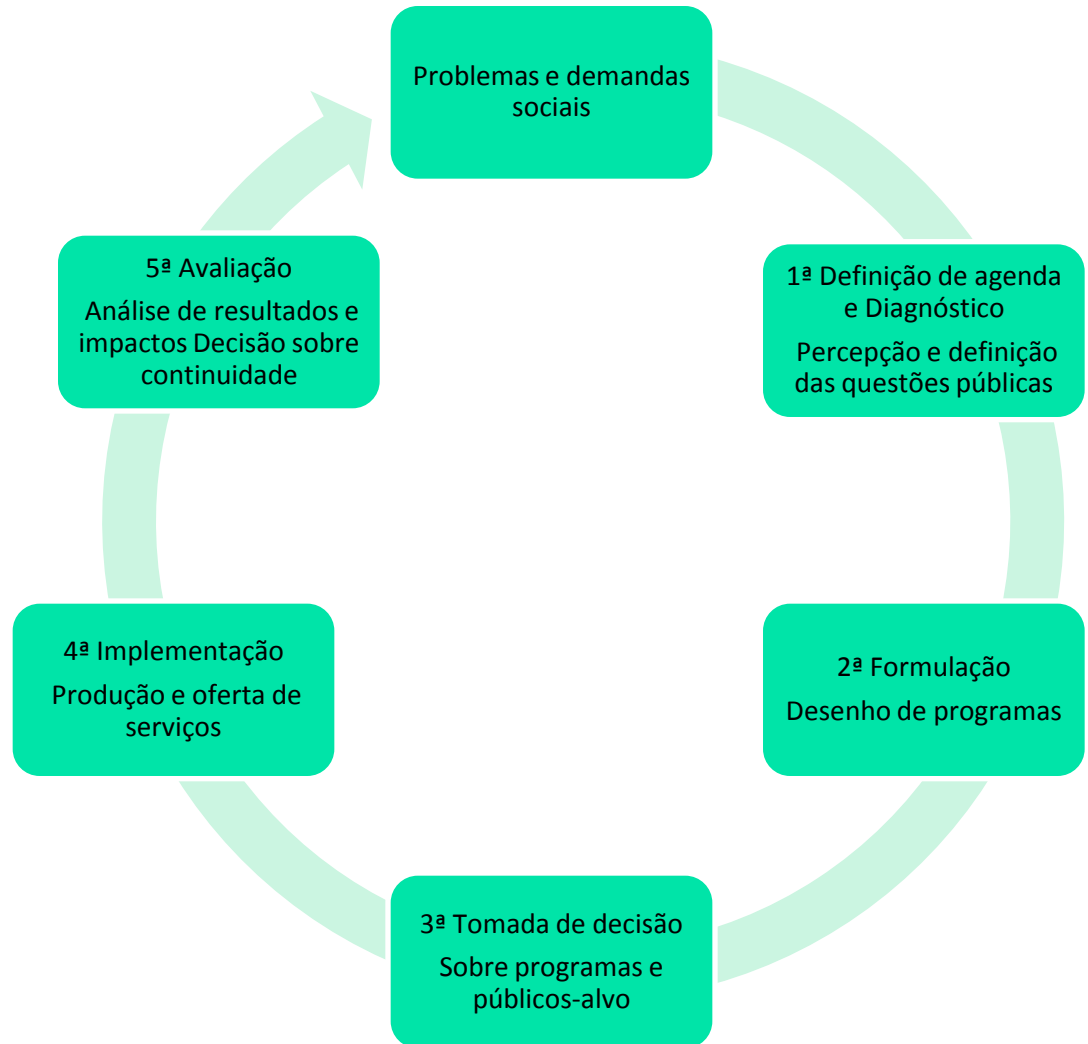 Problemas e demandas
sociais
1ª Definição de agenda
e Diagnóstico
Percepção e definição
das questões públicas
2ª Formulação
Desenho de programas
3ª Tomada de decisão
Sobre programas e
públicos-alvo
4ª Implementação
Produção e oferta de
serviços
5ª Avaliação
Análise de resultados e
impactos Decisão sobre
continuidade